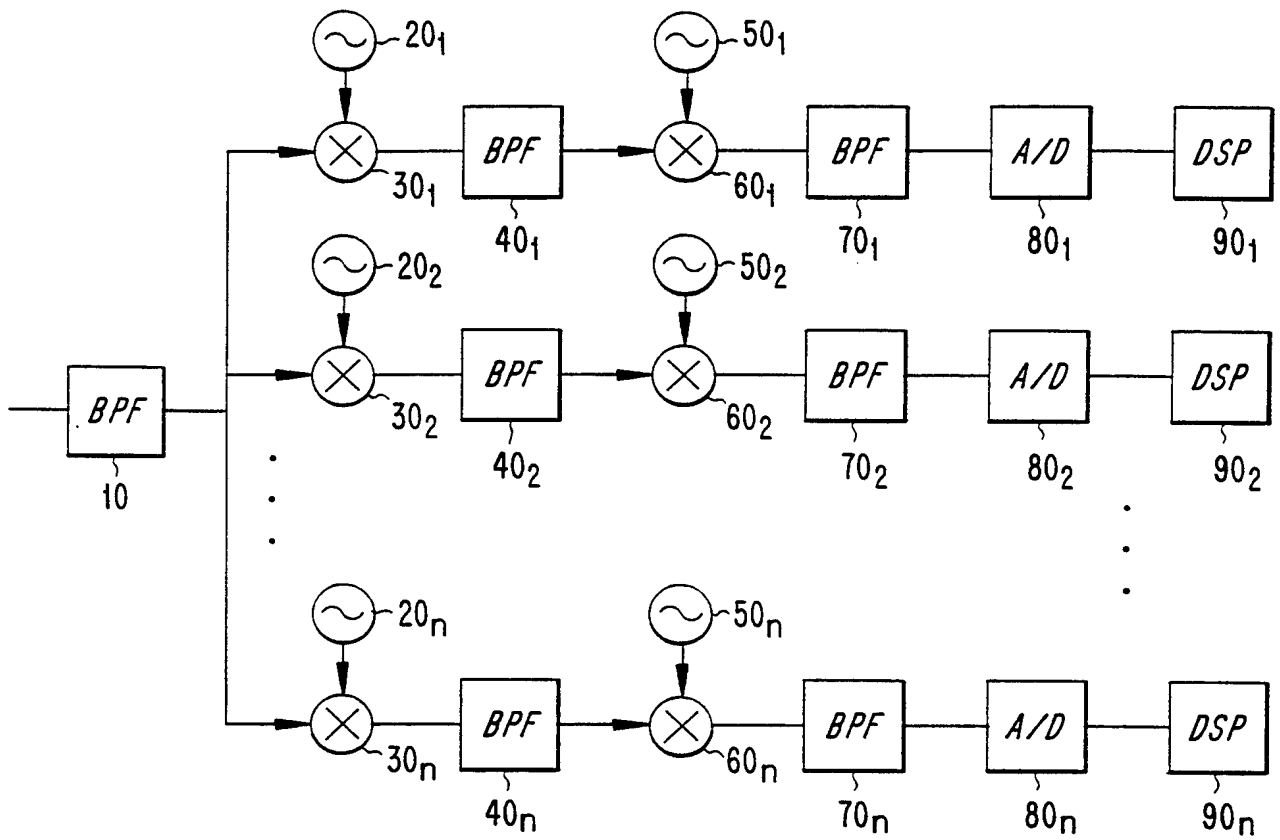 20₁ 50₁
BPF BPF A/D DSP
30₁ 60₁
40₁ 70₁ 80₁ 90₁
20₂ 50₂
BPF BPF A/D DSP
30₂ 60₂
BPF
40₂ 70₂ 80₂ 90₂
10
20ₙ 50ₙ
BPF BPF A/D DSP
30ₙ 60ₙ
40ₙ 70ₙ 80ₙ 90ₙ